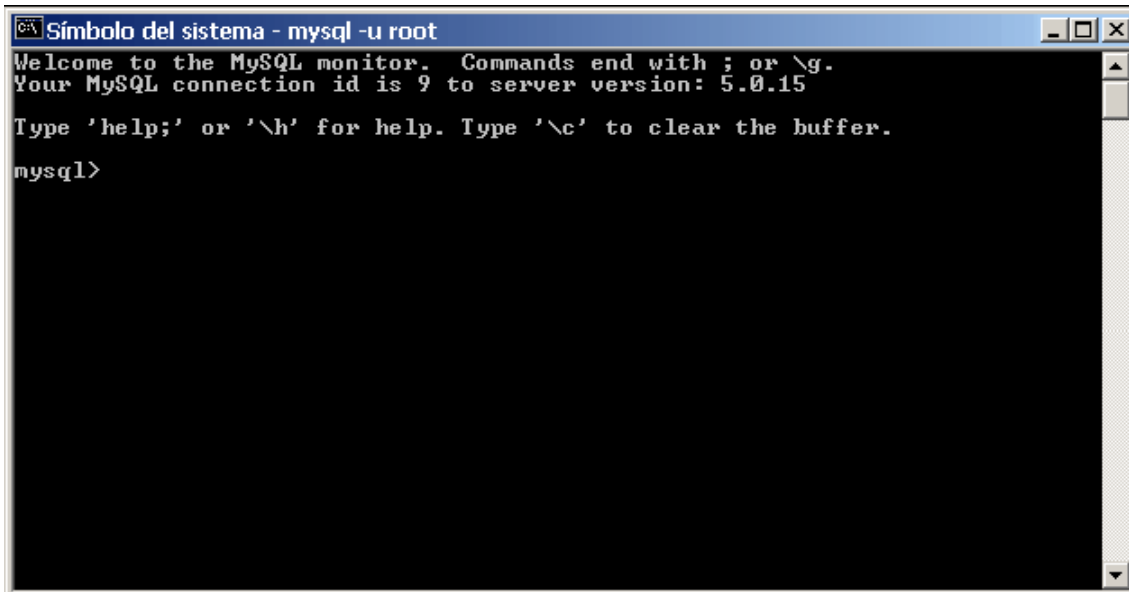 Símbolo del sistema - mysql -u root
Welcome to the MySQL monitor.  Commands end with ; or \g.
Your MySQL connection id is 9 to server version: 5.0.15
Type 'help;' or '\h' for help. Type '\c' to clear the buffer.
mysql>